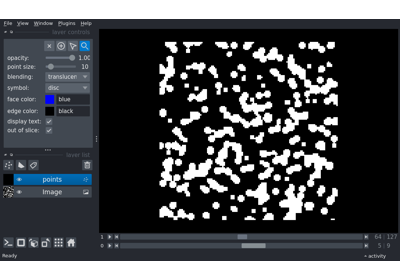 File View Window Plugins Help
layer controls
opacity: 1.00
point size: 10
blending: translucen
symbol: disc
face color: blue
edge color: black
display text:
out of slice:
layer list
points
Image
1 64 127
0 5 9
Ready activity